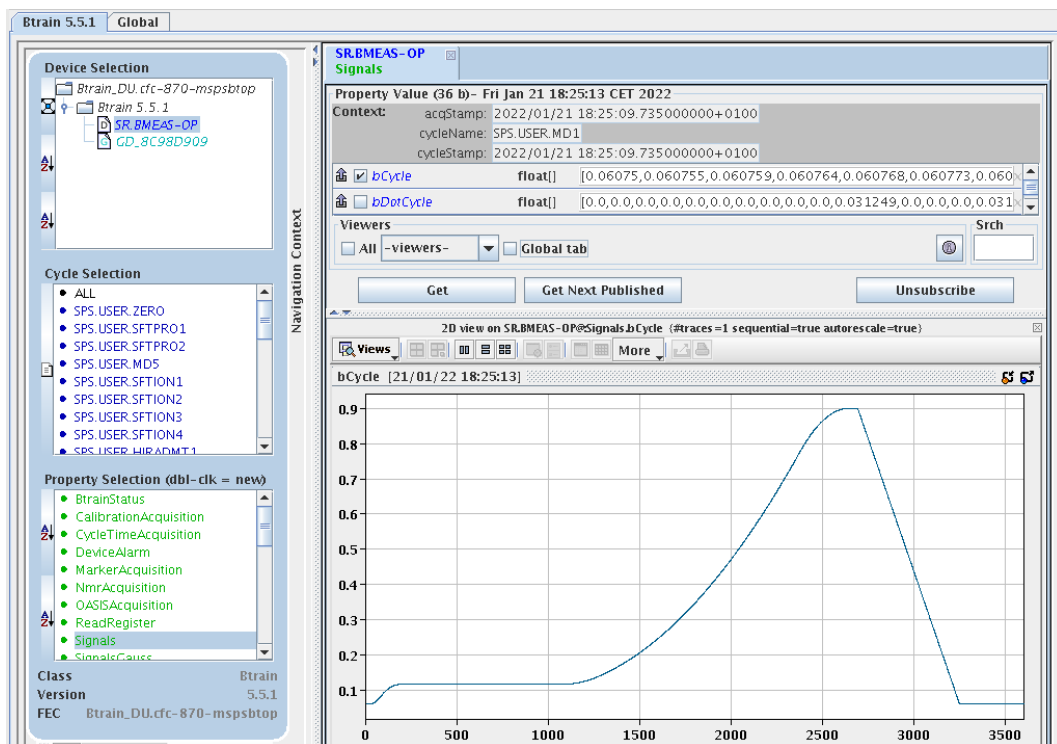 Btrain 5.5.1 Global
Device Selection
Btrain_DU.cfc-870-mspsbtop
Btrain 5.5.1
SR.BMEAS-OP
GD_8C98D909
Cycle Selection
ALL
SPS.USER.ZERO
SPS.USER.SFTPRO1
SPS.USER.SFTPRO2
SPS.USER.MD5
SPS.USER.SFTION1
SPS.USER.SFTION2
SPS.USER.SFTION3
SPS.USER.SFTION4
SPS.USER.HIRADMT1
Property Selection (dbl-clk = new)
BtrainStatus
CalibrationAcquisition
CycleTimeAcquisition
DeviceAlarm
MarkerAcquisition
NmrAcquisition
OASISAcquisition
ReadRegister
Signals
SignalsGauss
Class Btrain
Version 5.5.1
FEC Btrain_DU.cfc-870-mspsbtop
Navigation Context
SR.BMEAS-OP
Signals
Property Value (36 b)- Fri Jan 21 18:25:13 CET 2022
Context: acqStamp: 2022/01/21 18:25:09.735000000+0100
cycleName: SPS.USER.MD1
cycleStamp: 2022/01/21 18:25:09.735000000+0100
bCycle float[] [0.06075,0.060755,0.060759,0.060764,0.060768,0.060773,0.060
bDotCycle float[] [0.0,0.0,0.0,0.0,0.0,0.0,0.0,0.0,0.0,0.0,0.031249,0.0,0.0,0.0,0.031
Viewers Srch
All -viewers- Global tab
Get Get Next Published Unsubscribe
2D view on SR.BMEAS-OP@Signals.bCycle {#traces=1 sequential=true autorescale=true}
Views More
bCycle [21/01/22 18:25:13]
0.9
0.8
0.7
0.6
0.5
0.4
0.3
0.2
0.1
0 500 1000 1500 2000 2500 3000 3500